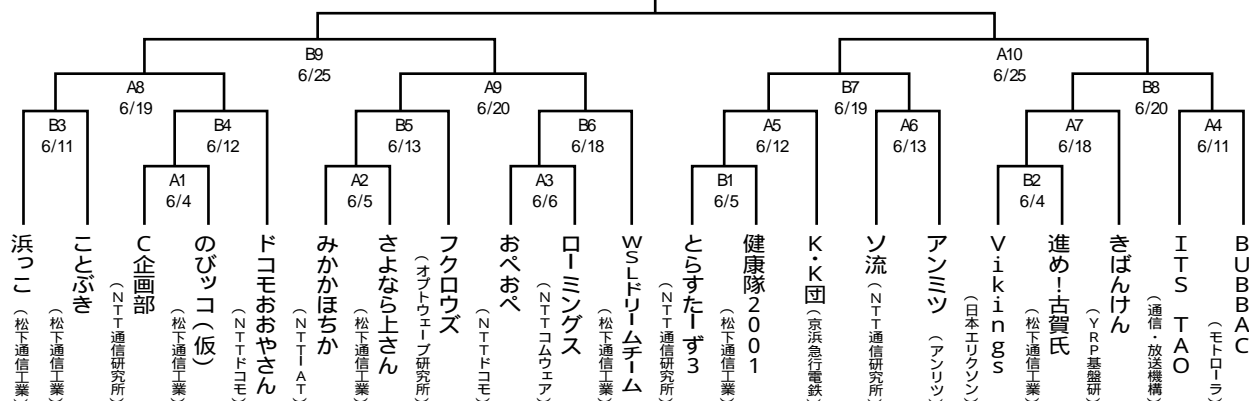 B9
6/25
A10
6/25
A8
6/19
A9
6/20
B7
6/19
B8
6/20
B3
6/11
B4
6/12
B5
6/13
B6
6/18
A5
6/12
A6
6/13
A7
6/18
A4
6/11
A1
6/4
A2
6/5
A3
6/6
B1
6/5
B2
6/4
浜っこ(松下通信工業)
ことぶき(松下通信工業)
C企画部(NTT通信研究所)
のびッコ(仮)(松下通信工業)
ドコモおおやさん(NTTドコモ)
みかかほちか(NTT-AT)
さよなら上さん(松下通信工業)
フクロウズ(オプトウェーブ研究所)
おぺおぺ(NTTドコモ)
ローミングス(NTTコムウェア)
WSLドリームチーム(松下通信工業)
とらすたーず3(NTT通信研究所)
健康隊2001(松下通信工業)
K・K団(京浜急行電鉄)
ソ流(NTT通信研究所)
アンミツ(アンリツ)
Vikings(日本エリクソン)
進め!古賀氏(松下通信工業)
きばんけん(YRP基盤研)
ITS TAO(通信・放送機構)
BUBBAC(モトローラ)